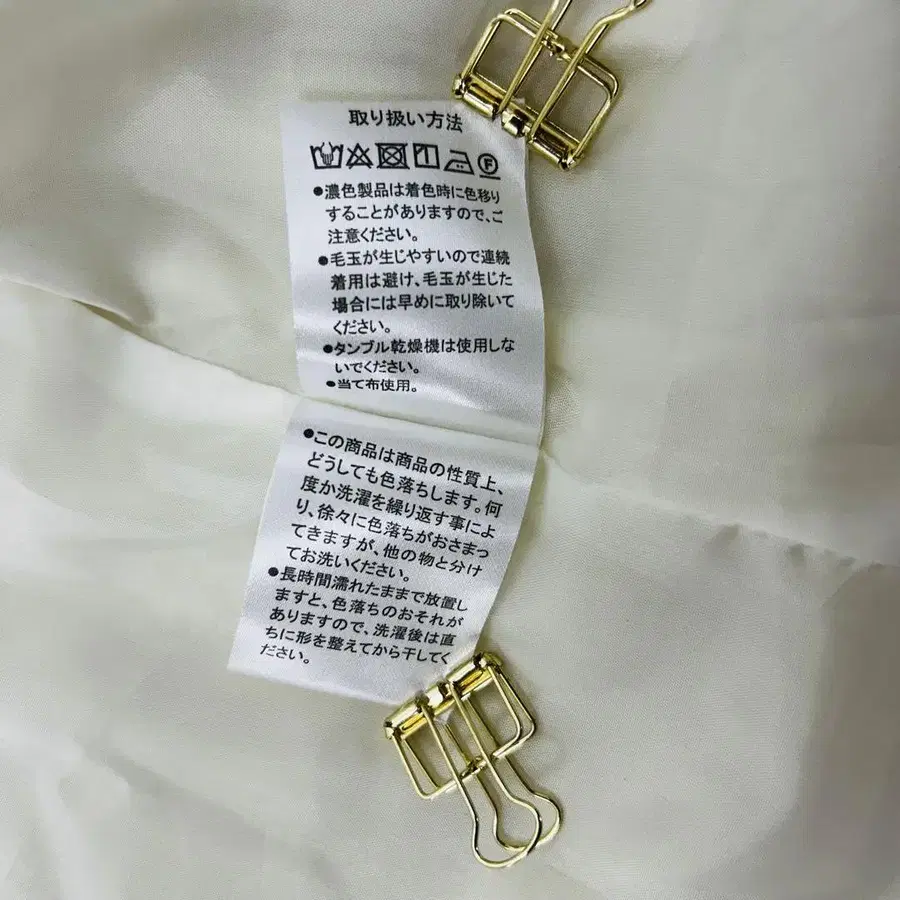 取り扱い方法
F
●濃色製品は着色時に色移り
することがありますので、ご
注意ください。
●毛玉が生じやすいので連続
着用は避け、毛玉が生じた
場合には早めに取り除いて
ください。
●タンブル乾燥機は使用しな
いでください。
●当て布使用。
●この商品は商品の性質上、
どうしても色落ちします。何
度か洗濯を繰り返す事によ
り、徐々に色落ちがおさまっ
てきますが、他の物と分け
てお洗いください。
●長時間濡れたままで放置し
ますと、色落ちのおそれが
ありますので、洗濯後は直
ちに形を整えてから干してく
ださい。